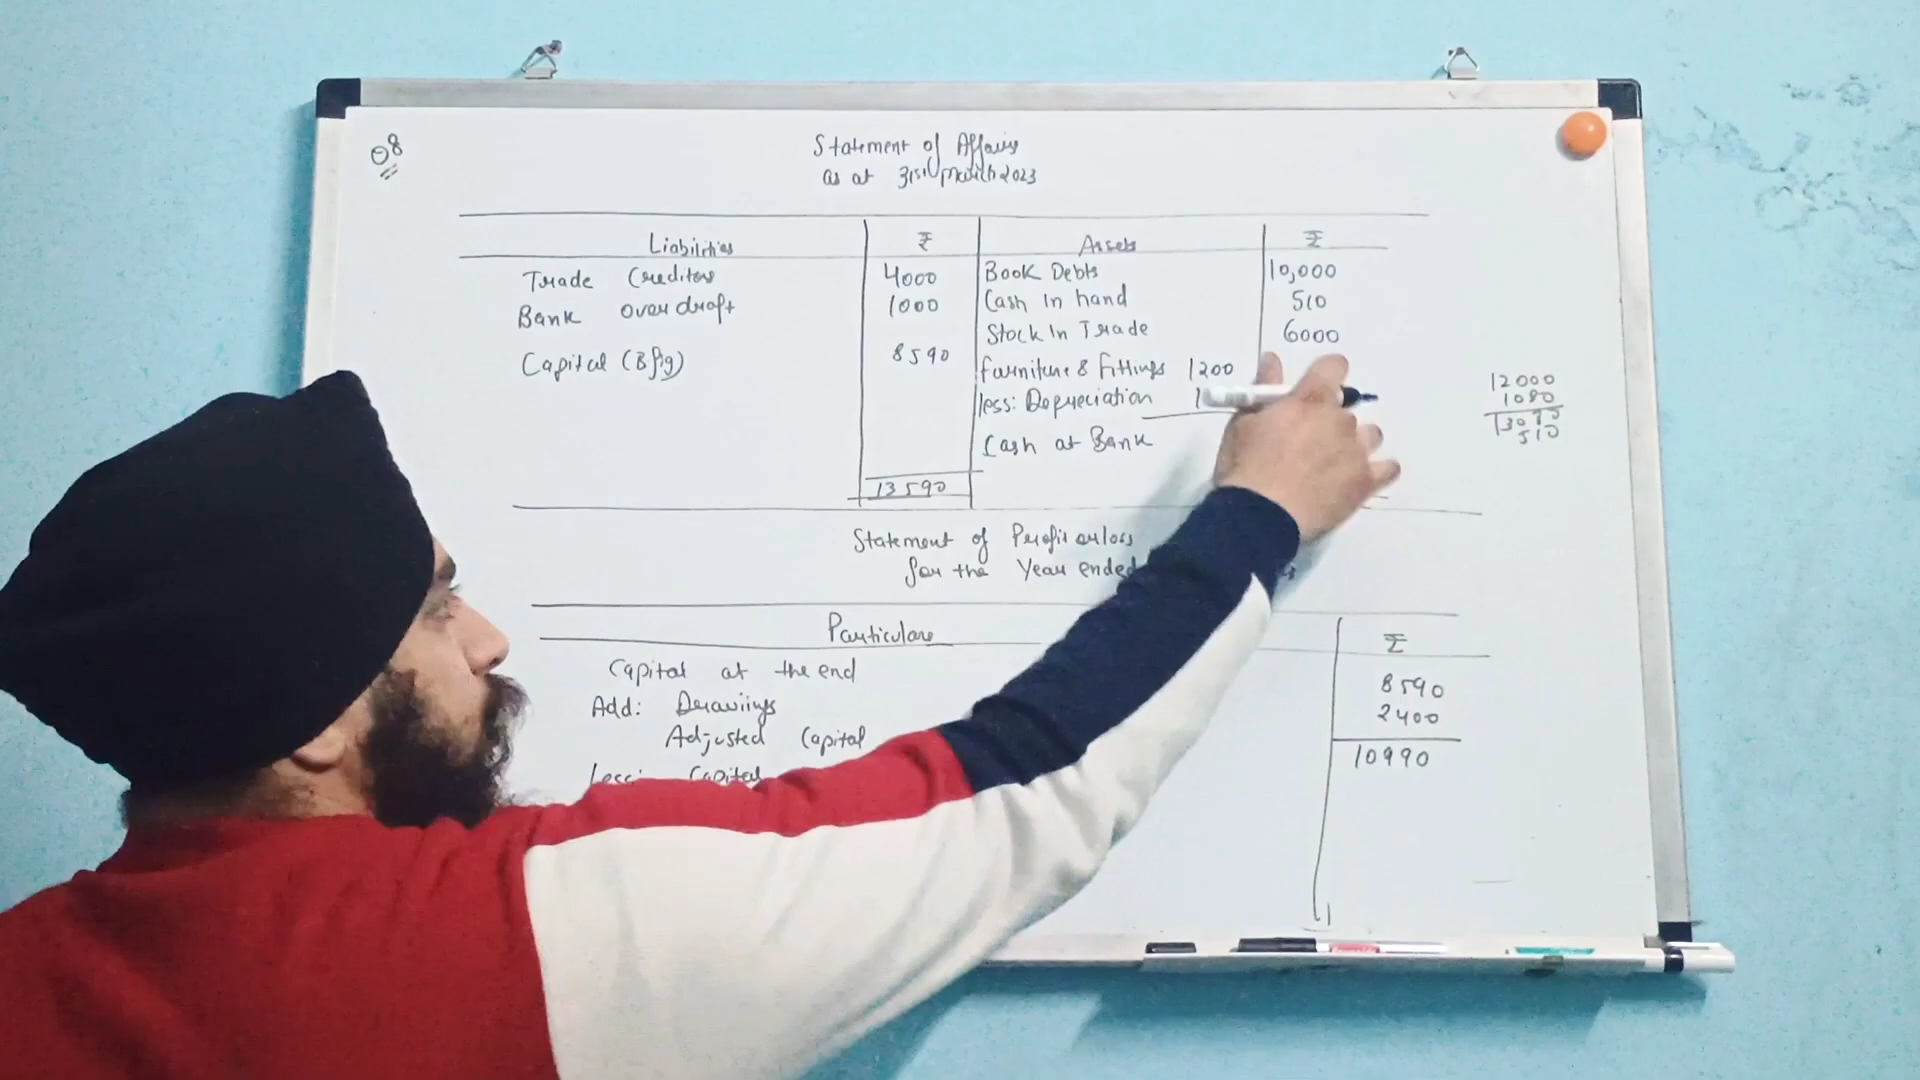 Q8
Statement of Affairs
as at 31st March 2023
Liabilities ₹ Assets ₹
Trade Creditors 4000 Book Debts 10,000
Bank overdraft 1000 Cash In hand 510
Stock In Trade 6000
Capital (Bfig) 8590 furniture & fittings 1200
less: Depreciation 1
Cash at Bank
13590
12000
1080
510
Statement of Profit or loss
for the Year ended
Particulars ₹
Capital at the end 8590
Add: Drawings 2400
Adjusted Capital 10990
Less: Capital